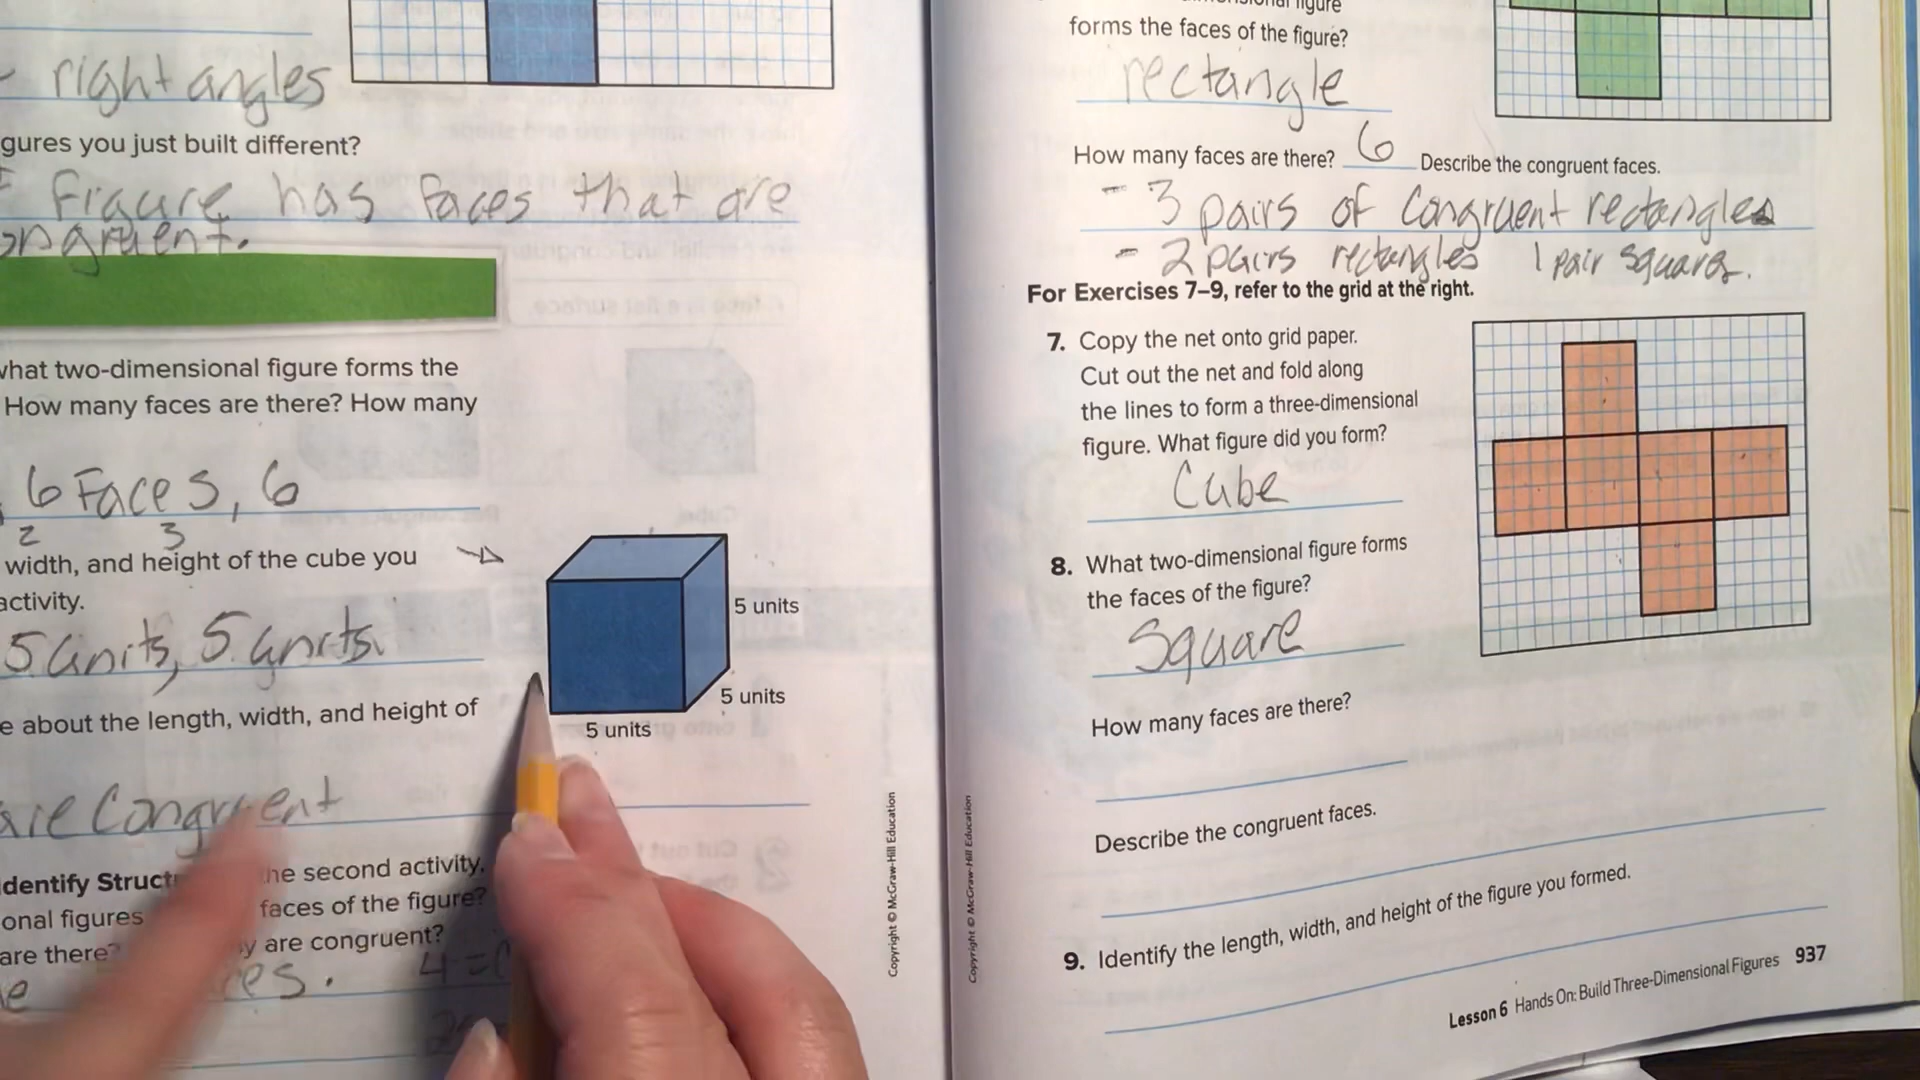 right angles
gures you just built different?
Figure has faces that are
ongruent.
what two-dimensional figure forms the
How many faces are there? How many
6 Faces, 6
2 3
width, and height of the cube you
activity.
5 units, 5 units.
5 units
5 units
5 units
e about the length, width, and height of
are Congruent
dentify Struct he second activity,
onal figures faces of the figure?
are there? y are congruent?
es. 4 =
Copyright © McGraw-Hill Education
forms the faces of the figure?
rectangle
How many faces are there? 6 Describe the congruent faces.
- 3 pairs of Congruent rectangles
- 2 pairs rectangles 1 pair squares.
For Exercises 7–9, refer to the grid at the right.
7. Copy the net onto grid paper.
Cut out the net and fold along
the lines to form a three-dimensional
figure. What figure did you form?
Cube
8. What two-dimensional figure forms
the faces of the figure?
Square
How many faces are there?
Describe the congruent faces.
9. Identify the length, width, and height of the figure you formed.
Copyright © McGraw-Hill Education
Lesson 6 Hands On: Build Three-Dimensional Figures 937